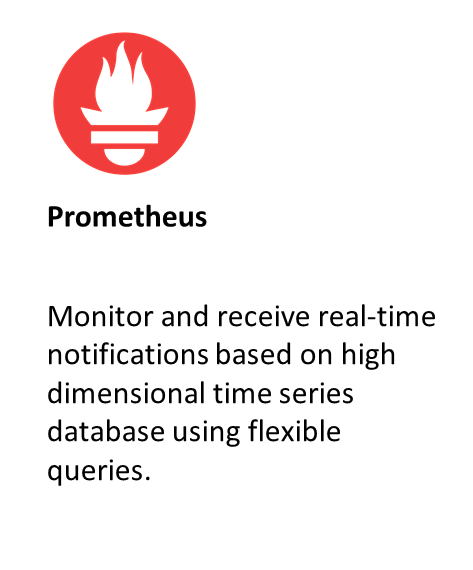 Prometheus
Monitor and receive real-time
notifications based on high
dimensional time series
database using flexible
queries.